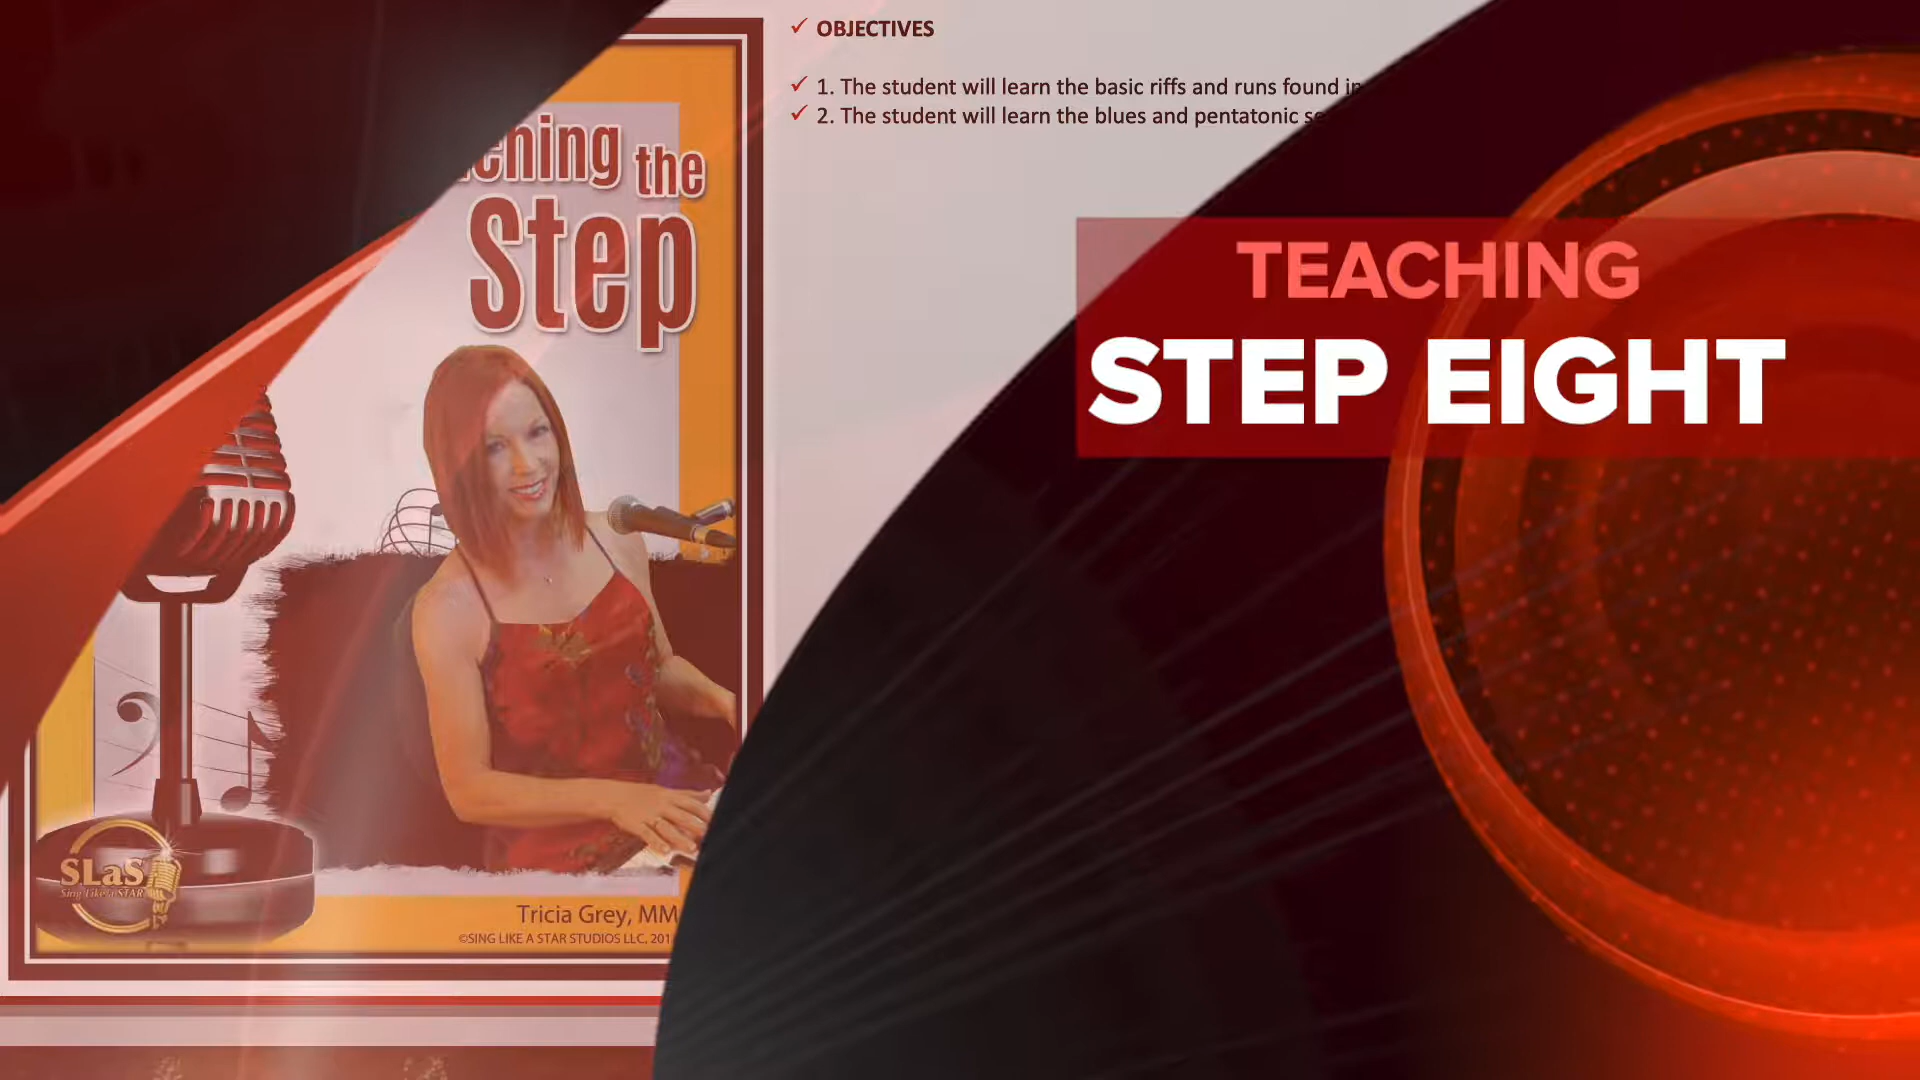 OBJECTIVES
1. The student will learn the basic riffs and runs found in
2. The student will learn the blues and pentatonic
TEACHING
STEP EIGHT
the
Step
SLaS
Sing Like a STAR
Tricia Grey, MM
©SING LIKE A STAR STUDIOS LLC, 201